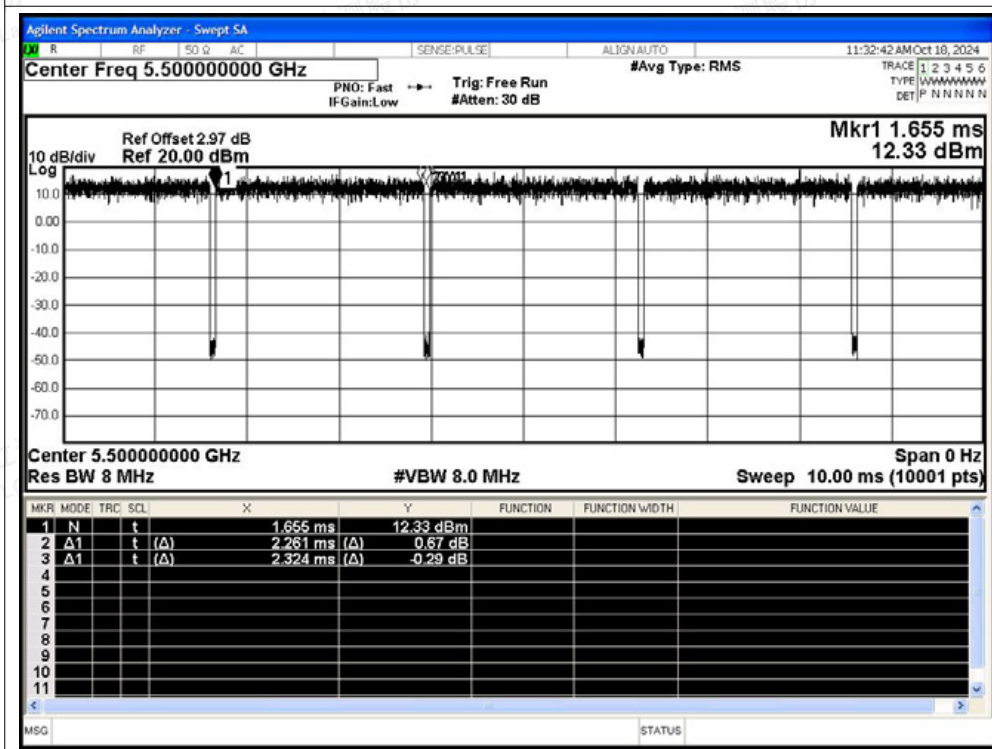 Agilent Spectrum Analyzer - Swept SA
R RF 50 Ω AC SENSE:PULSE ALIGN AUTO 11:32:42 AM Oct 18, 2024
Center Freq 5.500000000 GHz #Avg Type: RMS TRACE 1 2 3 4 5 6
PNO: Fast Trig: Free Run TYPE WWWWWW
IFGain:Low #Atten: 30 dB DET P N N N N N
Mkr1 1.655 ms
Ref Offset 2.97 dB
10 dB/div Ref 20.00 dBm 12.33 dBm
Log
1
10.0
0.00
-10.0
-20.0
-30.0
-40.0
-50.0
-60.0
-70.0
Center 5.500000000 GHz Span 0 Hz
Res BW 8 MHz #VBW 8.0 MHz Sweep 10.00 ms (10001 pts)
MKR MODE TRC SCL X Y FUNCTION FUNCTION WIDTH FUNCTION VALUE
1 N t 1.655 ms 12.33 dBm
2 Δ1 t (Δ) 2.261 ms (Δ) 0.67 dB
3 Δ1 t (Δ) 2.324 ms (Δ) -0.29 dB
4
5
6
7
8
9
10
11
MSG STATUS